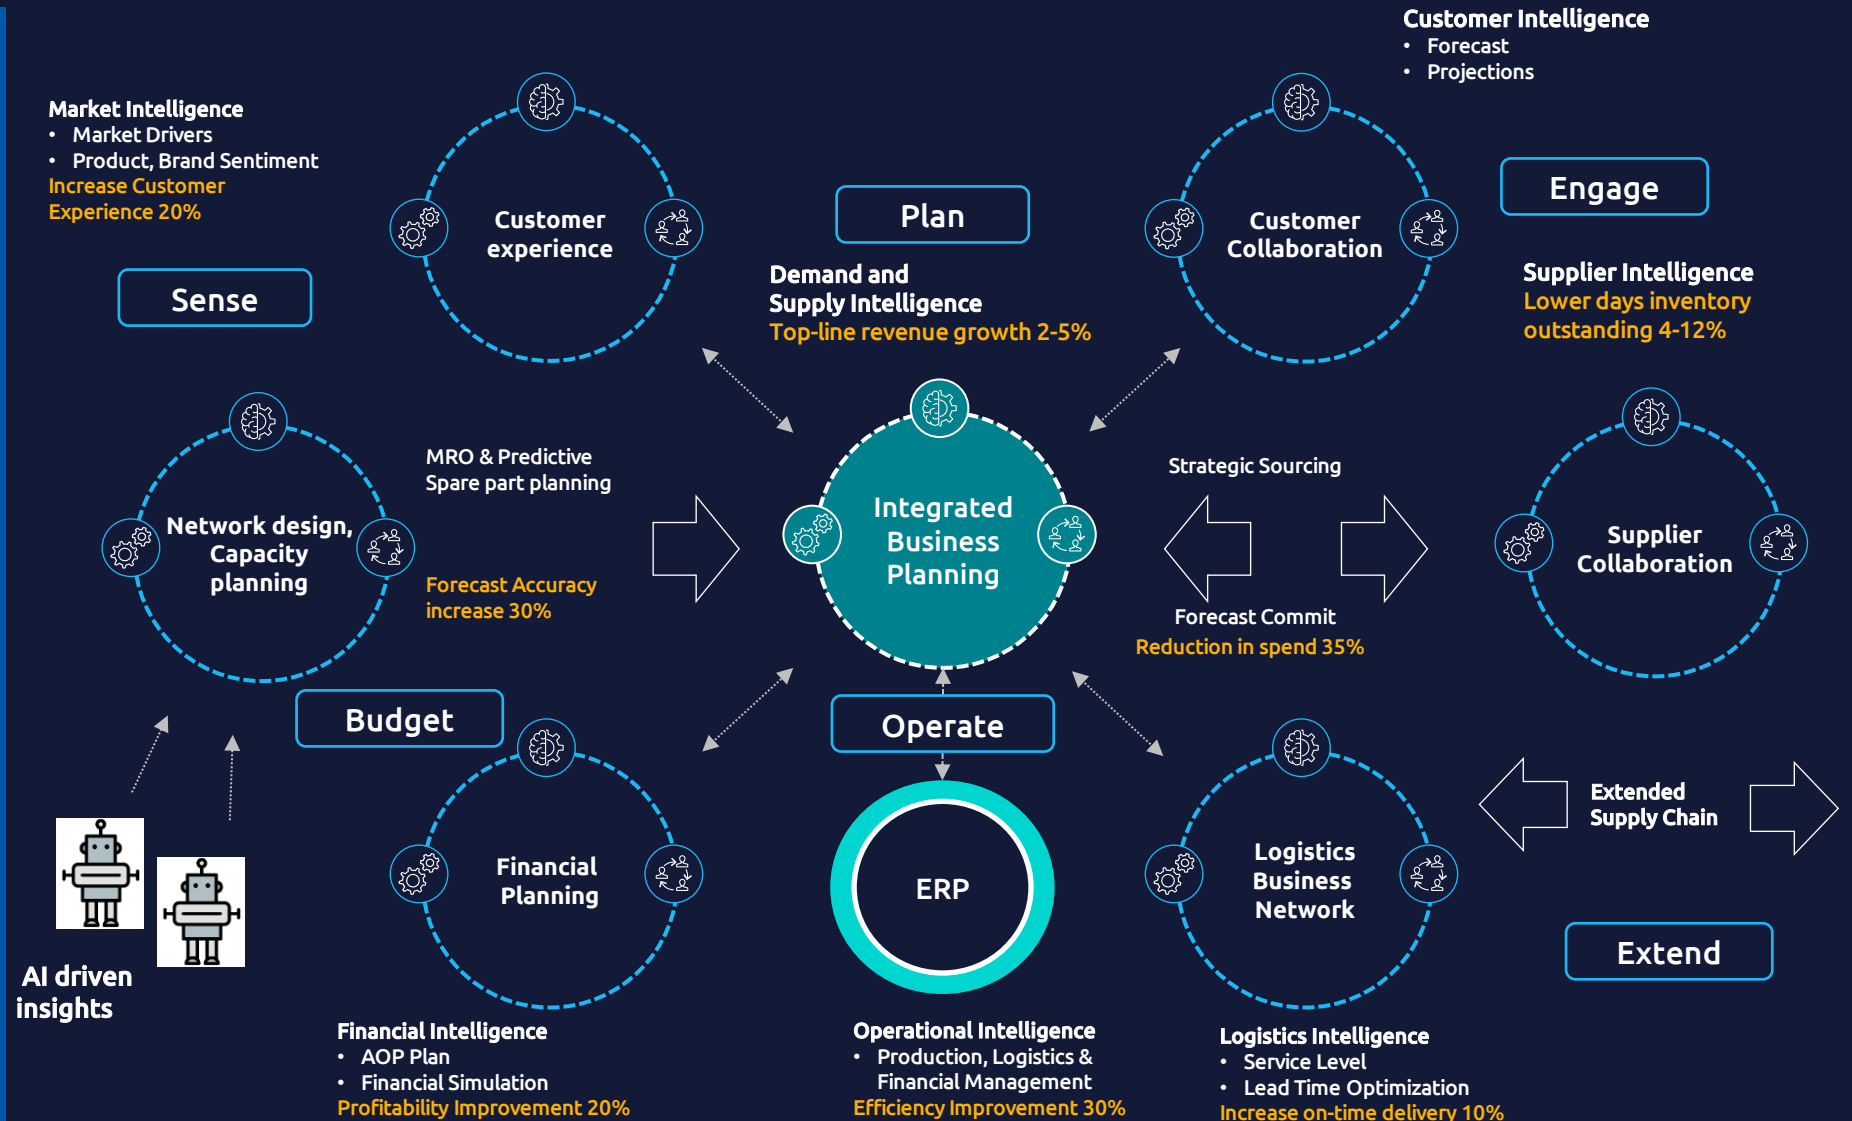 Customer Intelligence
• Forecast
• Projections
Market Intelligence
• Market Drivers
• Product, Brand Sentiment
Increase Customer
Experience 20%
Sense
Customer
experience
Plan
Demand and
Supply Intelligence
Top-line revenue growth 2-5%
Customer
Collaboration
Engage
Supplier Intelligence
Lower days inventory
outstanding 4-12%
Network design,
Capacity
planning
MRO & Predictive
Spare part planning
Forecast Accuracy
increase 30%
Integrated
Business
Planning
Strategic Sourcing
Forecast Commit
Reduction in spend 35%
Supplier
Collaboration
Budget
Operate
Financial
Planning
ERP
Logistics
Business
Network
Extended
Supply Chain
Extend
AI driven
insights
Financial Intelligence
• AOP Plan
• Financial Simulation
Profitability Improvement 20%
Operational Intelligence
• Production, Logistics &
Financial Management
Efficiency Improvement 30%
Logistics Intelligence
• Service Level
• Lead Time Optimization
Increase on-time delivery 10%